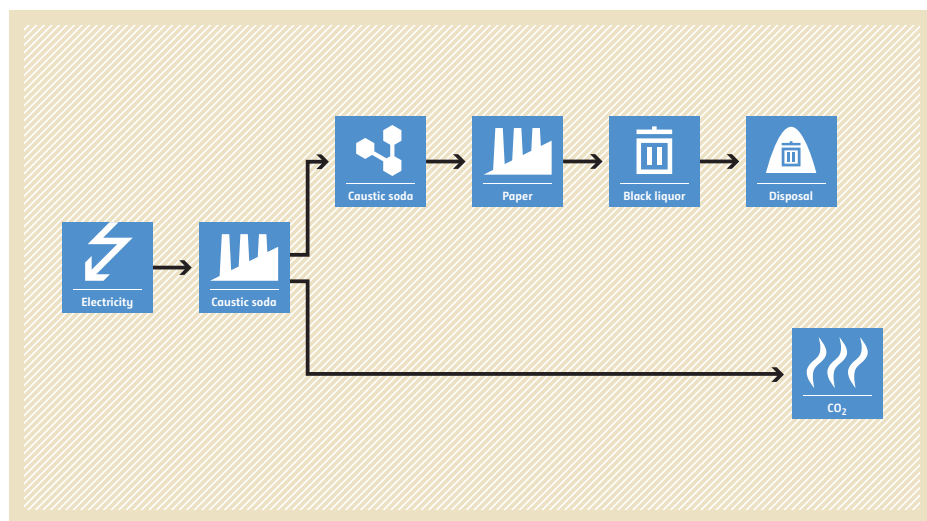 Caustic soda
Paper
Black liquor
Disposal
Electricity
Caustic soda
CO₂